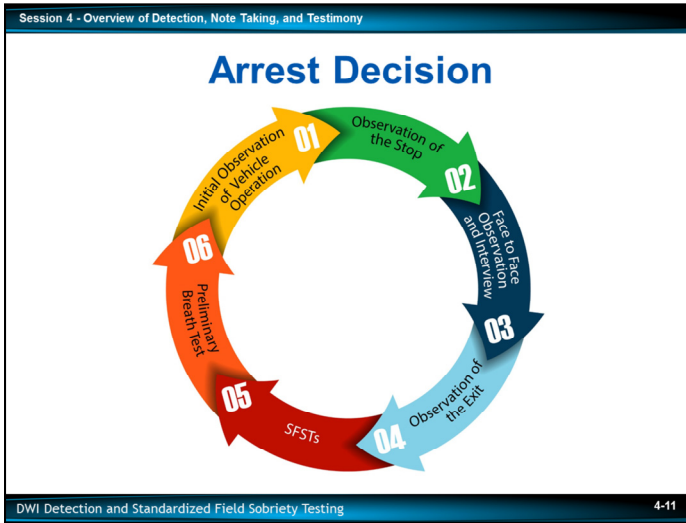 Session 4 - Overview of Detection, Note Taking, and Testimony
Arrest Decision
01
Initial Observation
of Vehicle
Operation
02
Observation of
the Stop
03
Face to Face
Observation
and Interview
04
Observation of
the Exit
05
SFSTs
06
Preliminary
Breath Test
DWI Detection and Standardized Field Sobriety Testing
4-11